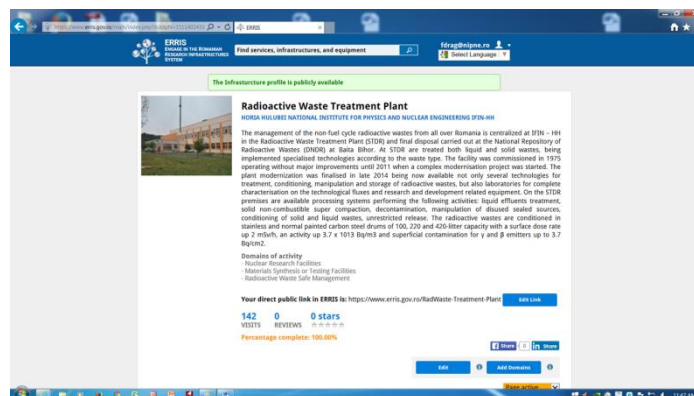 ERRIS
ERRIS
ENGAGE IN THE ROMANIAN
RESEARCH INFRASTRUCTURES
SYSTEM
Find services, infrastructures, and equipment
fdrag@nipne.ro
Select Language
The Infrasturcture profile is publicly available
Radioactive Waste Treatment Plant
HORIA HULUBEI NATIONAL INSTITUTE FOR PHYSICS AND NUCLEAR ENGINEERING IFIN-HH
The management of the non-fuel cycle radioactive wastes from all over Romania is centralized at IFIN – HH
in the Radioactive Waste Treatment Plant (STDR) and final disposal carried out at the National Repository of
Radioactive Wastes (DNDR) at Baita Bihor. At STDR are treated both liquid and solid wastes, being
implemented specialised technologies according to the waste type. The facility was commissioned in 1975
operating without major improvements until 2011 when a complex modernisation project was started. The
plant modernization was finalised in late 2014 being now available not only several technologies for
treatment, conditioning, manipulation and storage of radioactive wastes, but also laboratories for complete
characterisation on the technological fluxes and research and development related equipment. On the STDR
premises are available processing systems performing the following activities: liquid effluents treatment,
solid non-combustible super compaction, decontamination, manipulation of disused sealed sources,
conditioning of solid and liquid wastes, unrestricted release. The radioactive wastes are conditioned in
stainless and normal painted carbon steel drums of 100, 220 and 420-liter capacity with a surface dose rate
up 2 mSv/h, an activity up 3.7 x 1013 Bq/m3 and superficial contamination for γ and β emitters up to 3.7
Bq/cm2.
Domains of activity
- Nuclear Research Facilities
- Materials Synthesis or Testing Facilities
- Radioactive Waste Safe Management
Your direct public link in ERRIS is: https://www.erris.gov.ro/RadWaste-Treatment-Plant Edit Link
142 0 0 stars
VISITS REVIEWS
Percentage complete: 100.00%
Share 0 Share
Edit Add Domains
Page active